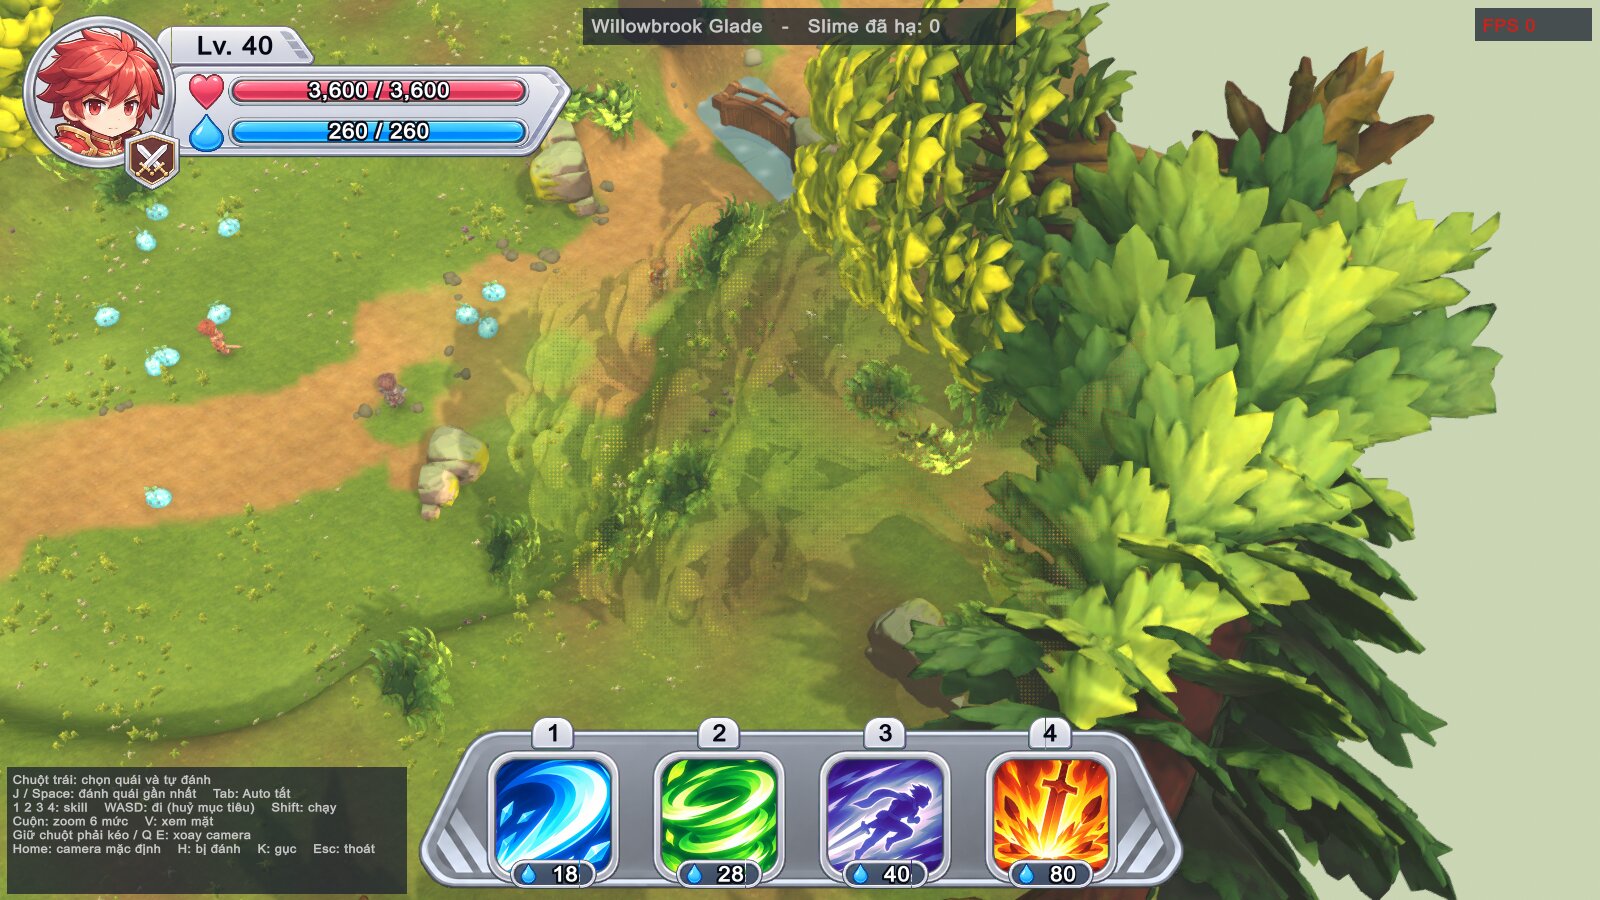 Willowbrook Glade - Slime đã hạ: 0
FPS 0
Lv. 40
3,600 / 3,600
260 / 260
Chuột trái: chọn quái và tự đánh
J / Space: đánh quái gần nhất Tab: Auto tắt
1 2 3 4: skill WASD: đi (huỷ mục tiêu) Shift: chạy
Cuộn: zoom 6 mức V: xem mặt
Giữ chuột phải kéo / Q E: xoay camera
Home: camera mặc định H: bị đánh K: gục Esc: thoát
1 2 3 4
18 28 40 80